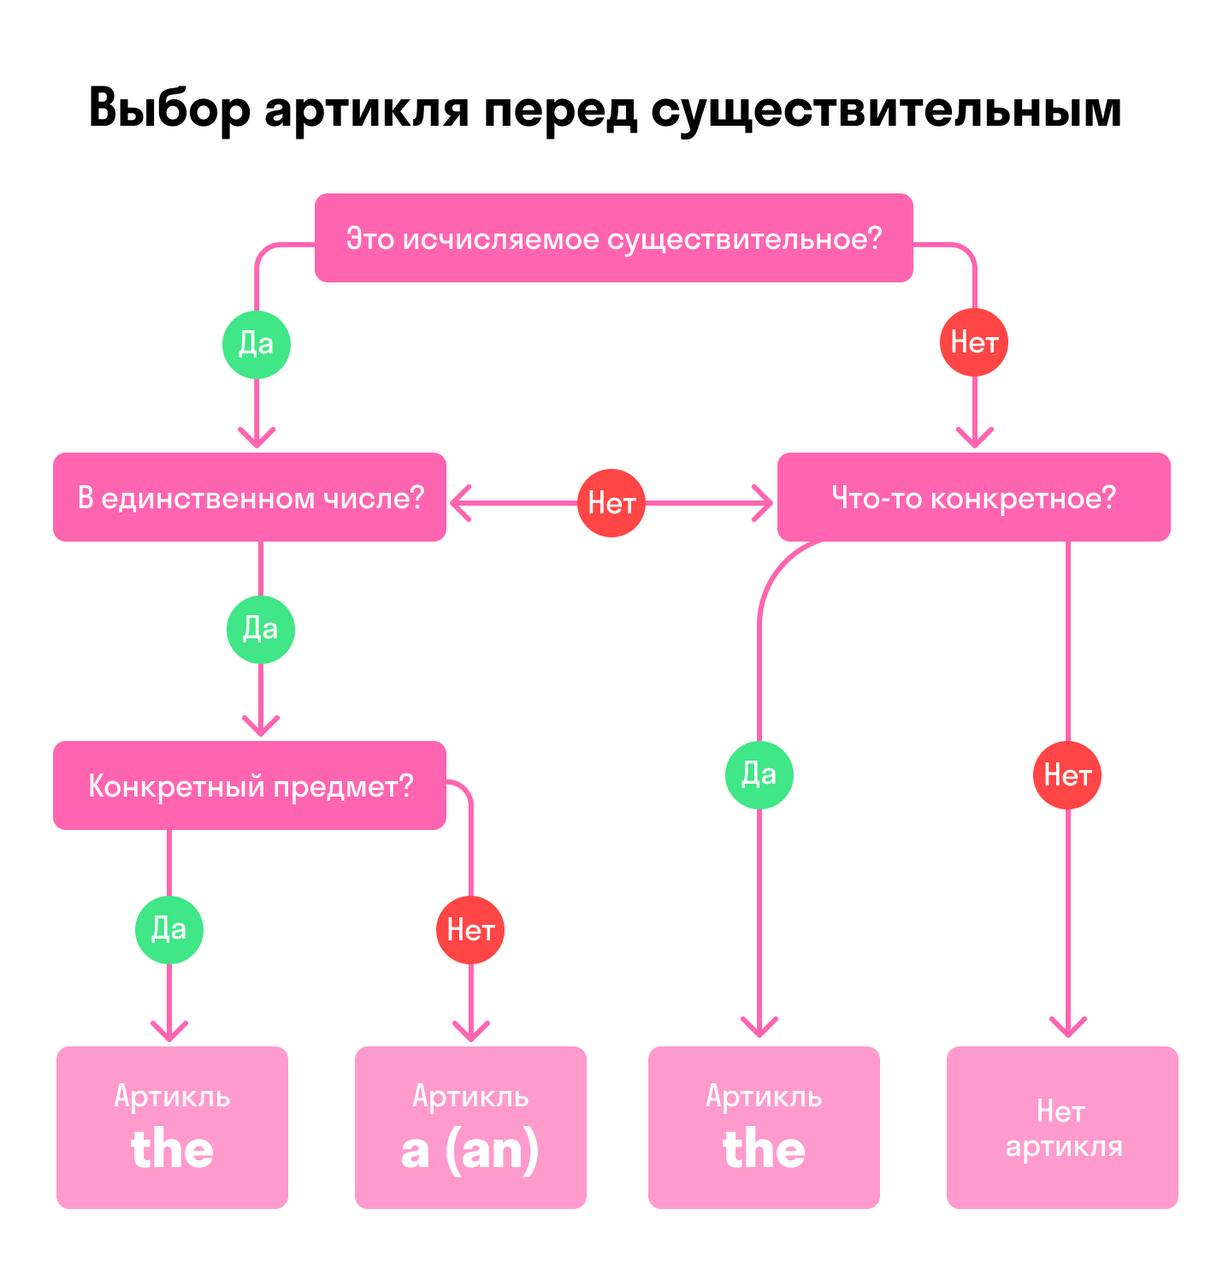 Выбор артикля перед существительным
Это исчисляемое существительное?
Да
Нет
В единственном числе?
Нет
Что-то конкретное?
Да
Конкретный предмет?
Да
Нет
Да
Нет
Артикль
the
Артикль
a (an)
Артикль
the
Нет
артикля